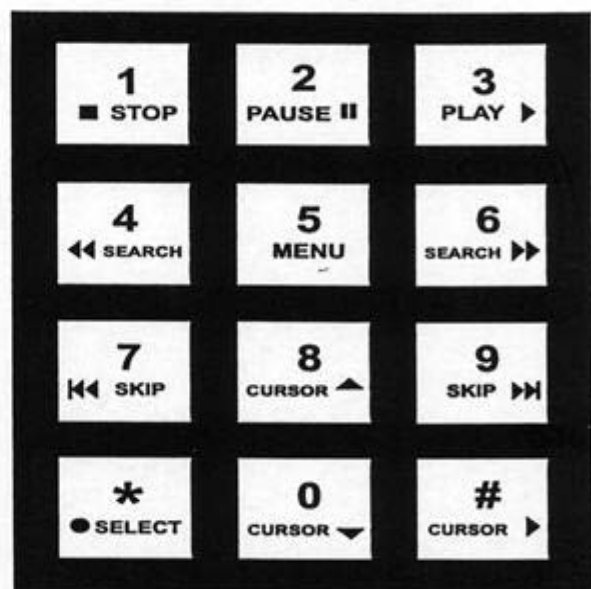 1
■ STOP
2
PAUSE ⏸
3
PLAY ▶
4
◀◀ SEARCH
5
MENU
6
SEARCH ▶▶
7
|◀◀ SKIP
8
CURSOR ▲
9
SKIP ▶▶|
*
● SELECT
0
CURSOR ▼
#
CURSOR ▶